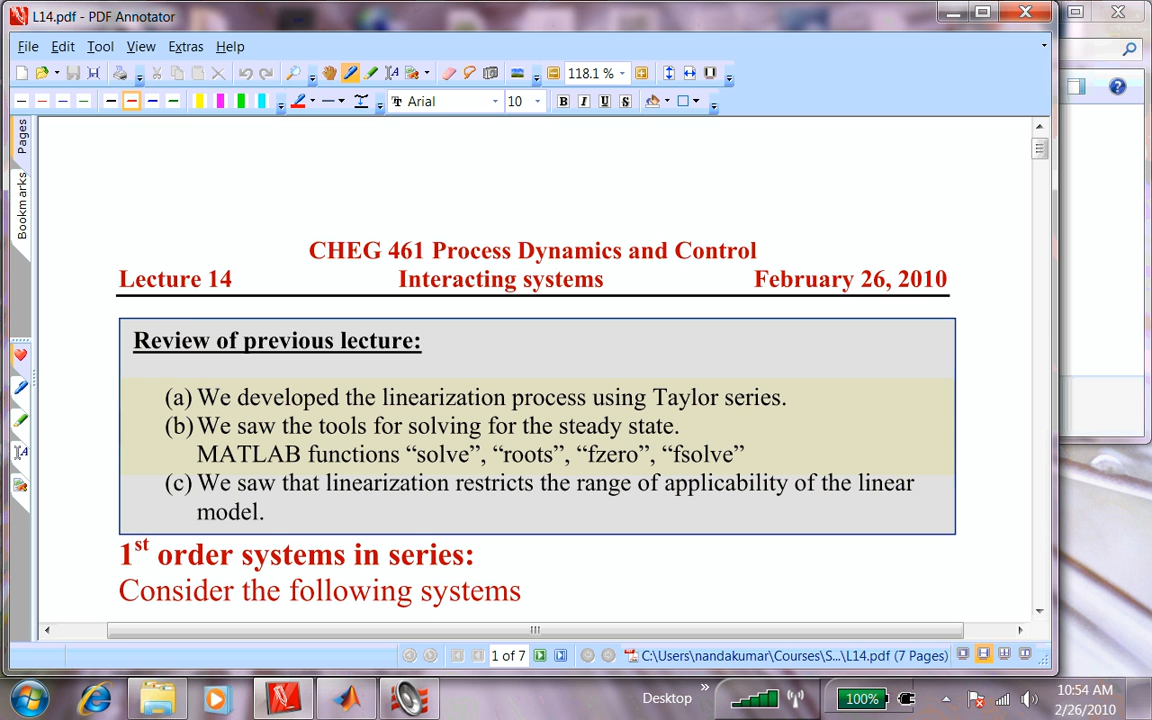 L14.pdf - PDF Annotator
File Edit Tool View Extras Help
118.1 %
Arial 10 B I U S
Pages
Bookmarks
CHEG 461 Process Dynamics and Control
Lecture 14 Interacting systems February 26, 2010
Review of previous lecture:
(a) We developed the linearization process using Taylor series.
(b) We saw the tools for solving for the steady state.
MATLAB functions “solve”, “roots”, “fzero”, “fsolve”
(c) We saw that linearization restricts the range of applicability of the linear
model.
1st order systems in series:
Consider the following systems
1 of 7 C:\Users\nandakumar\Courses\S...\L14.pdf (7 Pages)
Desktop » 100% 10:54 AM
2/26/2010